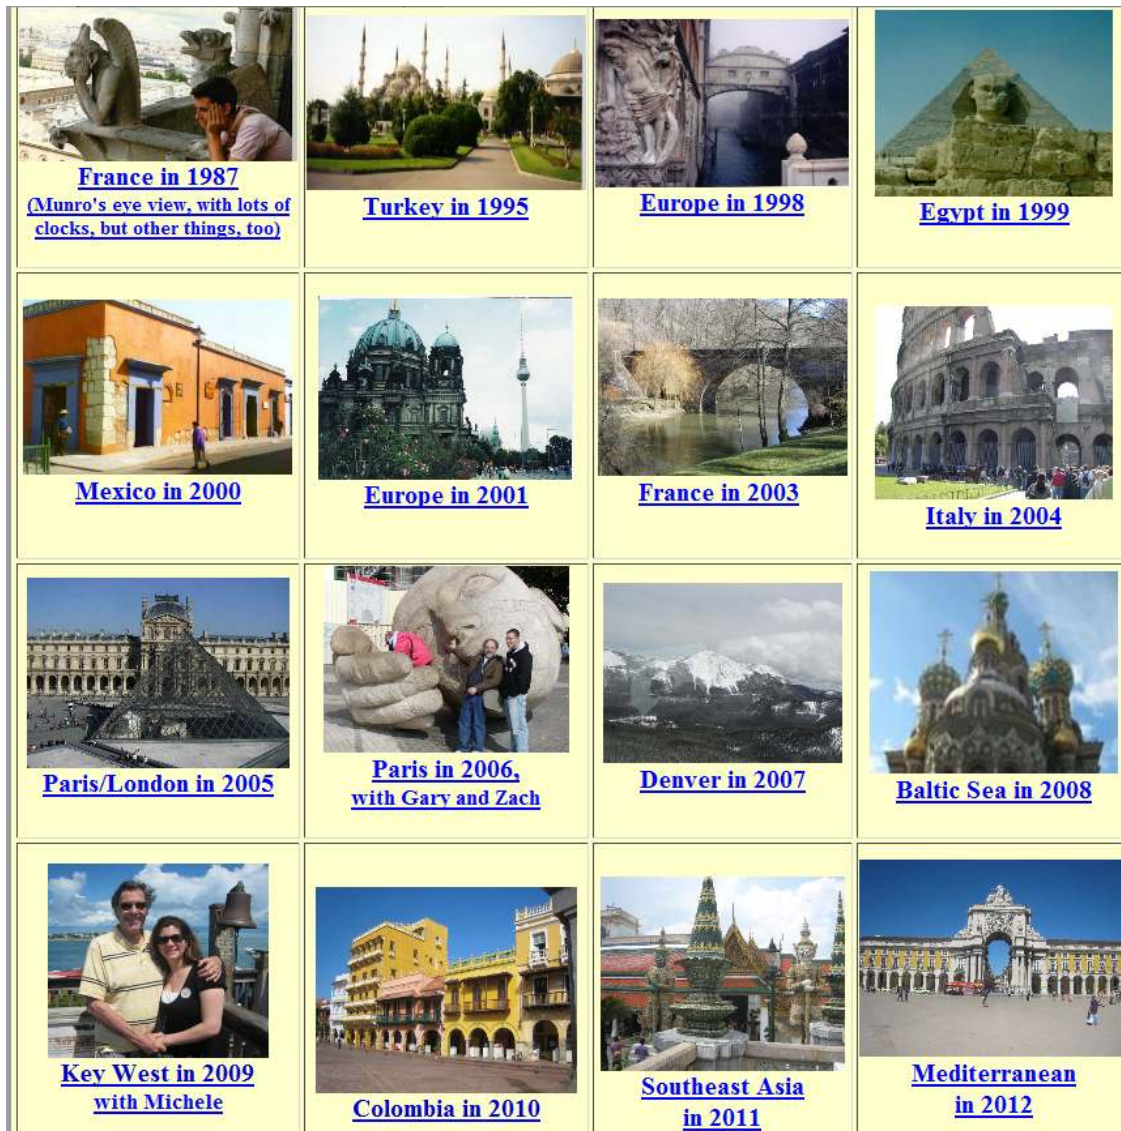 France in 1987
(Munro's eye view, with lots of
clocks, but other things, too)
Turkey in 1995
Europe in 1998
Egypt in 1999
Mexico in 2000
Europe in 2001
France in 2003
Italy in 2004
Paris/London in 2005
Paris in 2006,
with Gary and Zach
Denver in 2007
Baltic Sea in 2008
Key West in 2009
with Michele
Colombia in 2010
Southeast Asia
in 2011
Mediterranean
in 2012